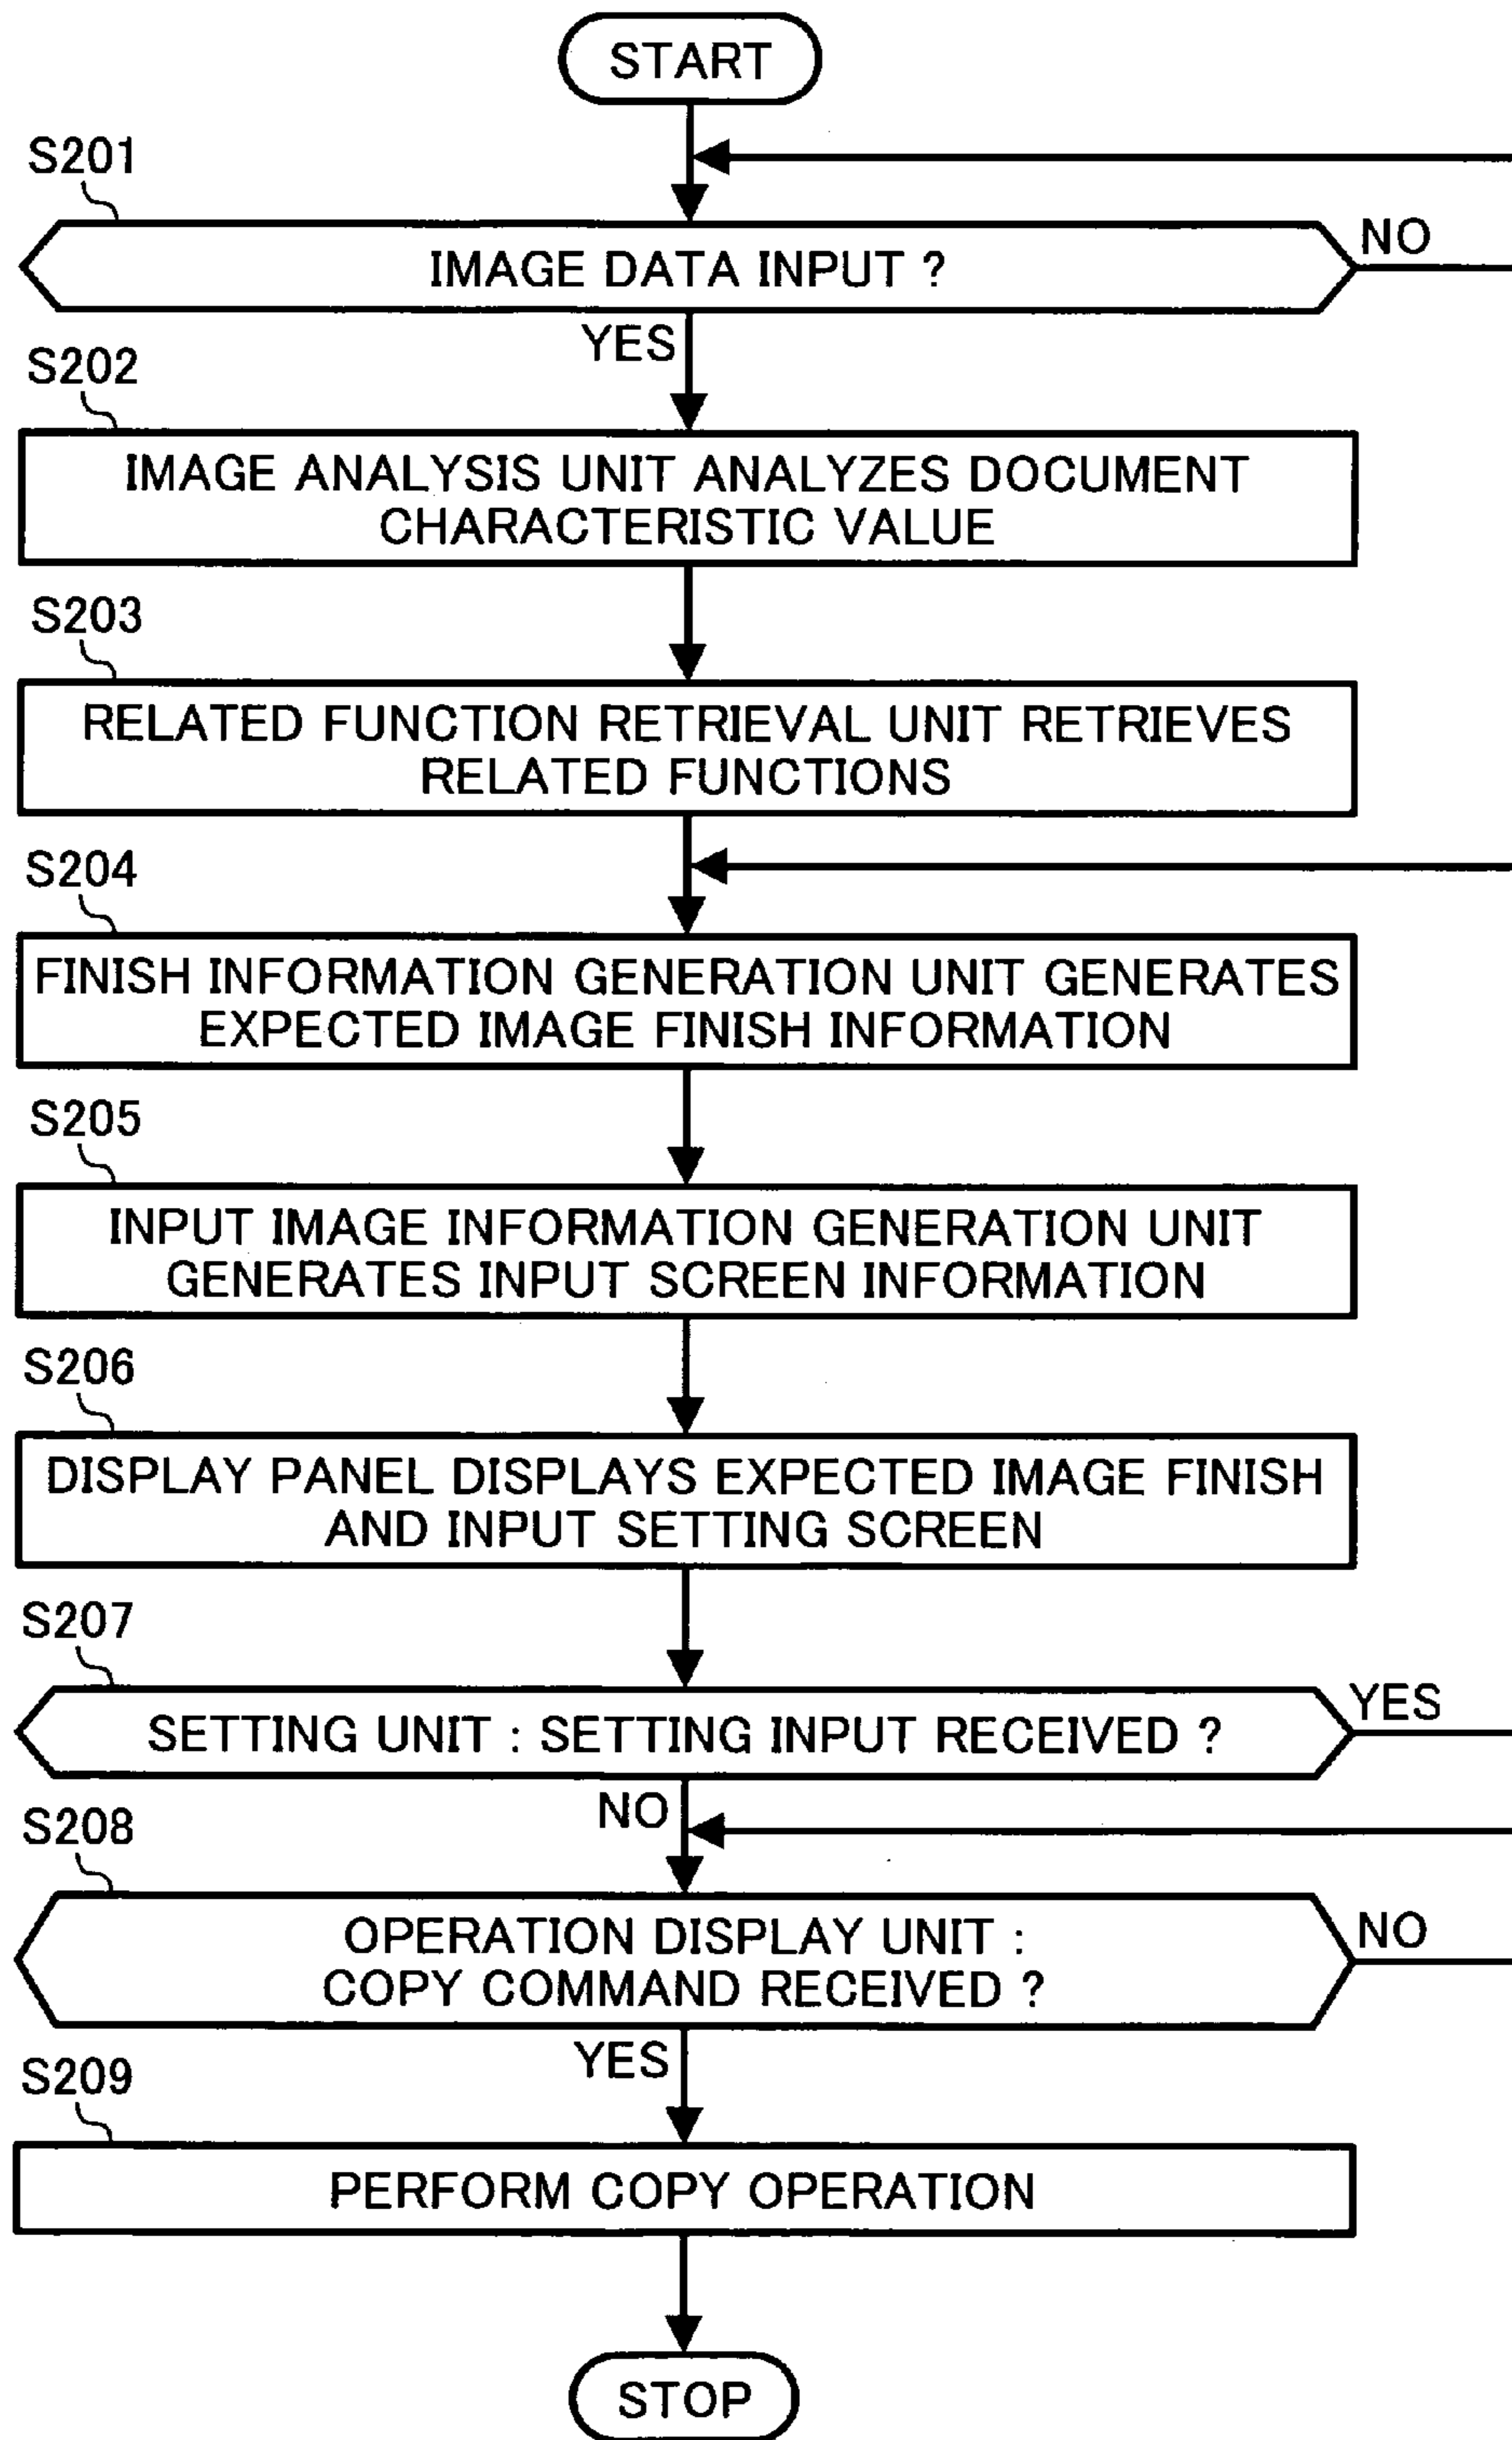 START
S201
IMAGE DATA INPUT ?
NO
YES
S202
IMAGE ANALYSIS UNIT ANALYZES DOCUMENT
CHARACTERISTIC VALUE
S203
RELATED FUNCTION RETRIEVAL UNIT RETRIEVES
RELATED FUNCTIONS
S204
FINISH INFORMATION GENERATION UNIT GENERATES
EXPECTED IMAGE FINISH INFORMATION
S205
INPUT IMAGE INFORMATION GENERATION UNIT
GENERATES INPUT SCREEN INFORMATION
S206
DISPLAY PANEL DISPLAYS EXPECTED IMAGE FINISH
AND INPUT SETTING SCREEN
S207
SETTING UNIT : SETTING INPUT RECEIVED ?
YES
NO
S208
OPERATION DISPLAY UNIT :
COPY COMMAND RECEIVED ?
NO
YES
S209
PERFORM COPY OPERATION
STOP